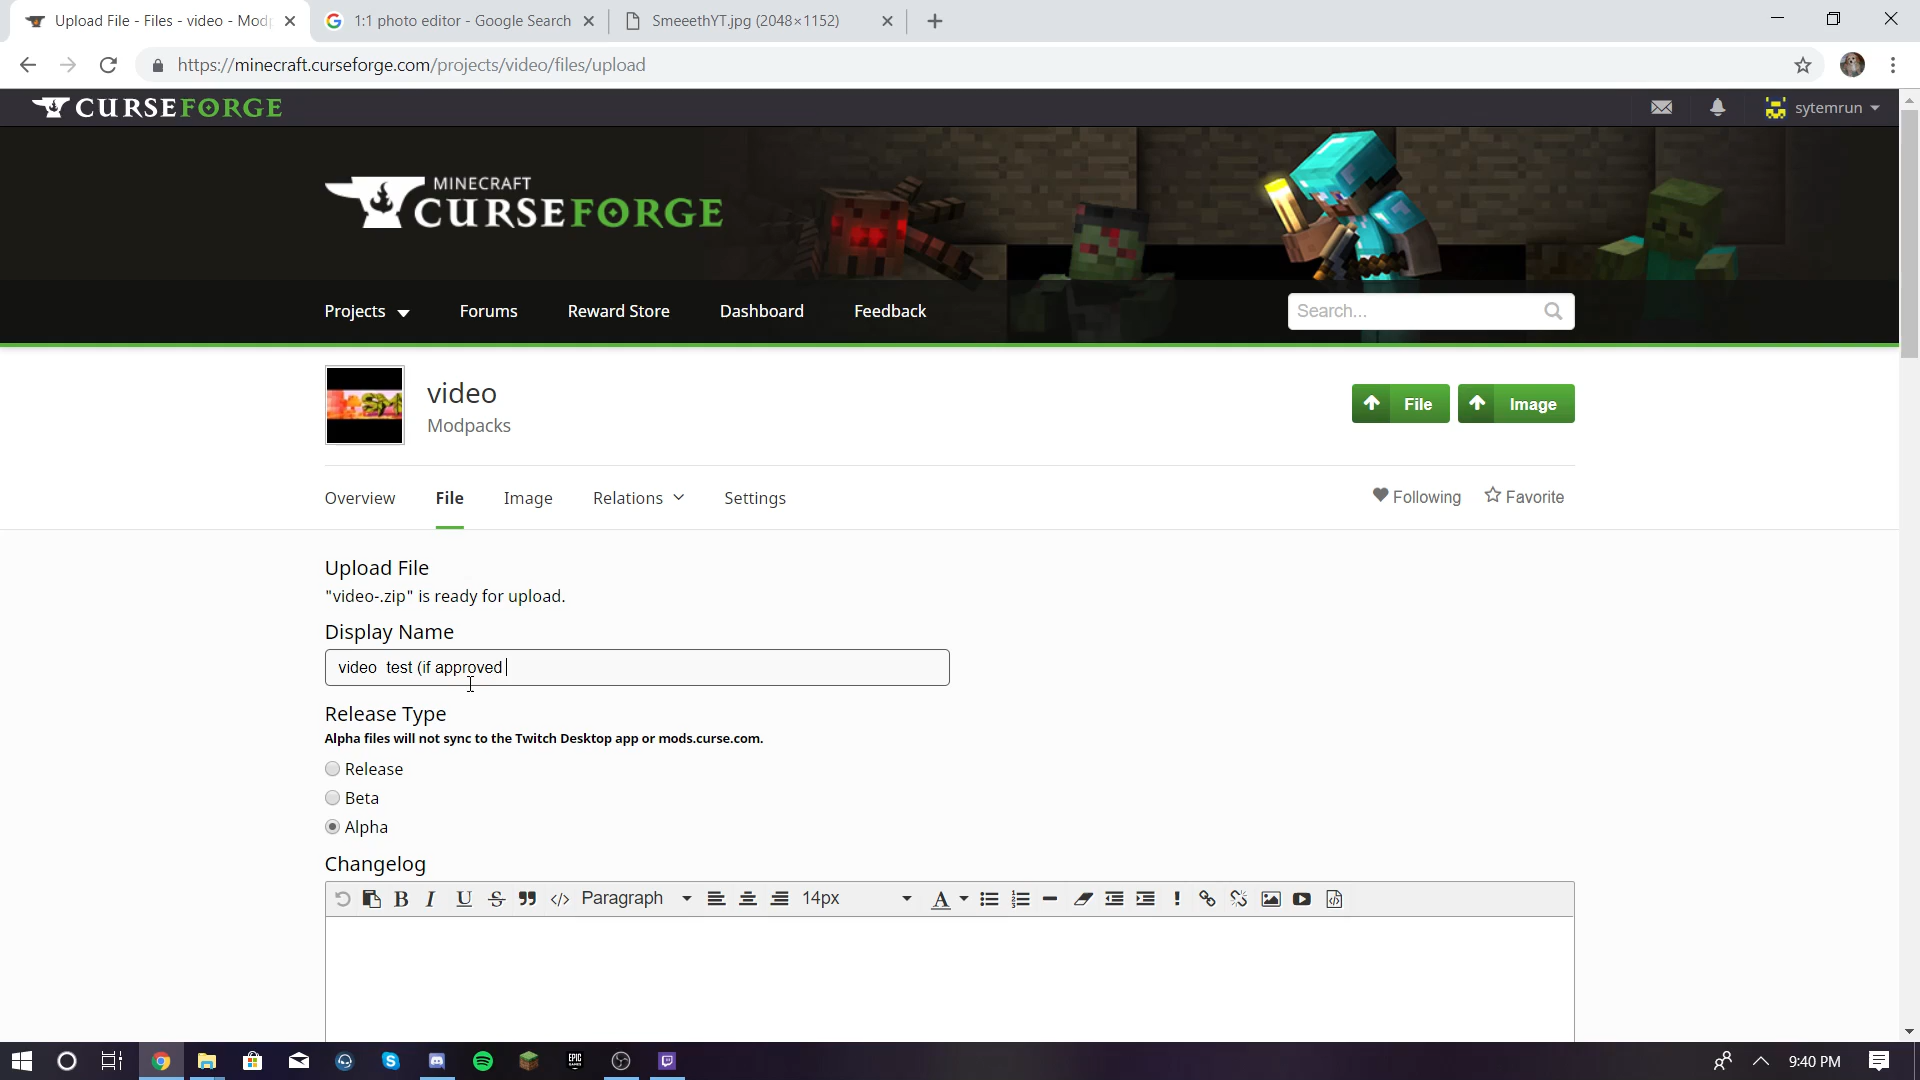 Upload File - Files - video - Mod
1:1 photo editor - Google Search
SmeeethYT.jpg (2048×1152)
https://minecraft.curseforge.com/projects/video/files/upload
CURSEFORGE
sytemrun
MINECRAFT
CURSEFORGE
Projects
Forums
Reward Store
Dashboard
Feedback
Search...
video
Modpacks
File
Image
Overview
File
Image
Relations
Settings
Following
Favorite
Upload File
"video-.zip" is ready for upload.
Display Name
video  test (if approved
Release Type
Alpha files will not sync to the Twitch Desktop app or mods.curse.com.
Release
Beta
Alpha
Changelog
Paragraph
14px
9:40 PM